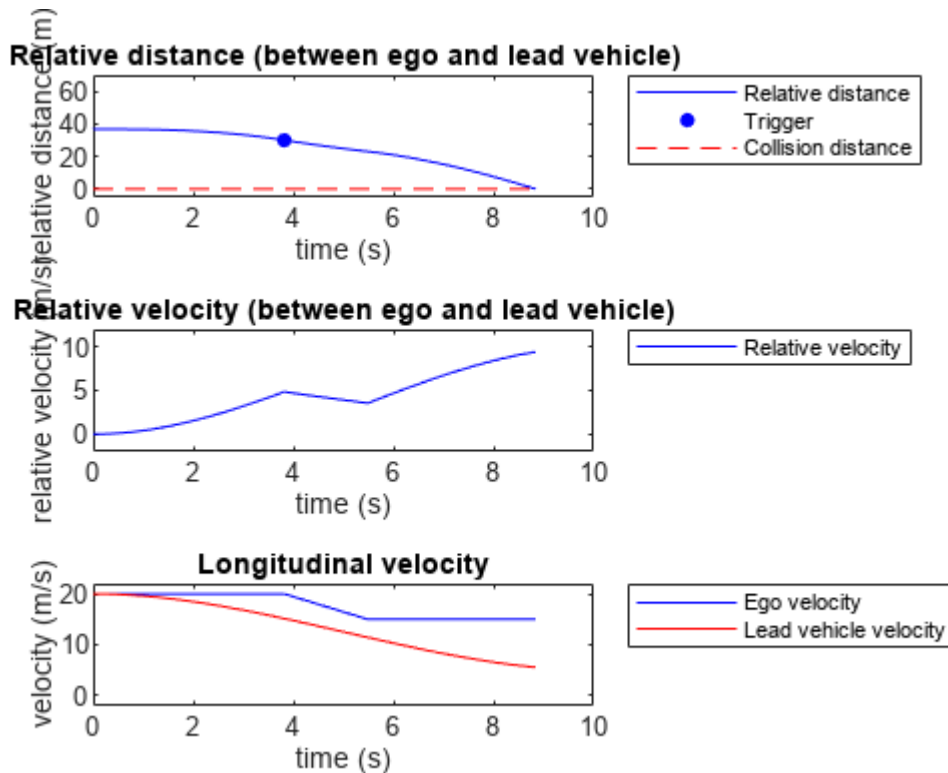 Relative distance (between ego and lead vehicle)
relative distance (m)
60
40
20
0
0 2 4 6 8 10
time (s)
Relative distance
Trigger
Collision distance
Relative velocity (between ego and lead vehicle)
relative velocity (m/s)
10
5
0
0 2 4 6 8 10
time (s)
Relative velocity
Longitudinal velocity
velocity (m/s)
20
10
0
0 2 4 6 8 10
time (s)
Ego velocity
Lead vehicle velocity